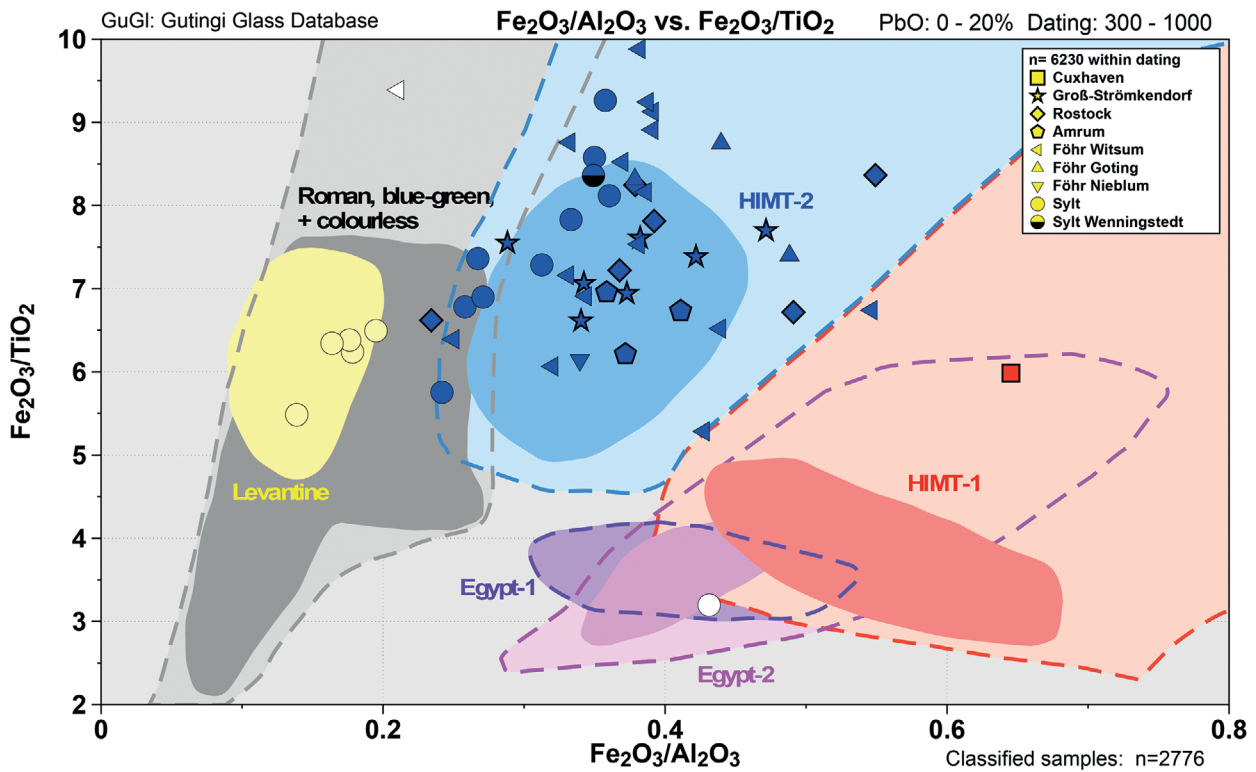 GuGl: Gutingi Glass Database
Fe₂O₃/Al₂O₃ vs. Fe₂O₃/TiO₂
PbO: 0 - 20% Dating: 300 - 1000
10
9
8
7
6
5
4
3
2
Fe₂O₃/TiO₂
n= 6230 within dating
Cuxhaven
Groß-Strömkendorf
Rostock
Amrum
Föhr Witsum
Föhr Goting
Föhr Nieblum
Sylt
Sylt Wenningstedt
Roman, blue-green,
+ colourless
HIMT-2
Levantine
HIMT-1
Egypt-1
Egypt-2
0
0.2
0.4
0.6
0.8
Fe₂O₃/Al₂O₃
Classified samples: n=2776